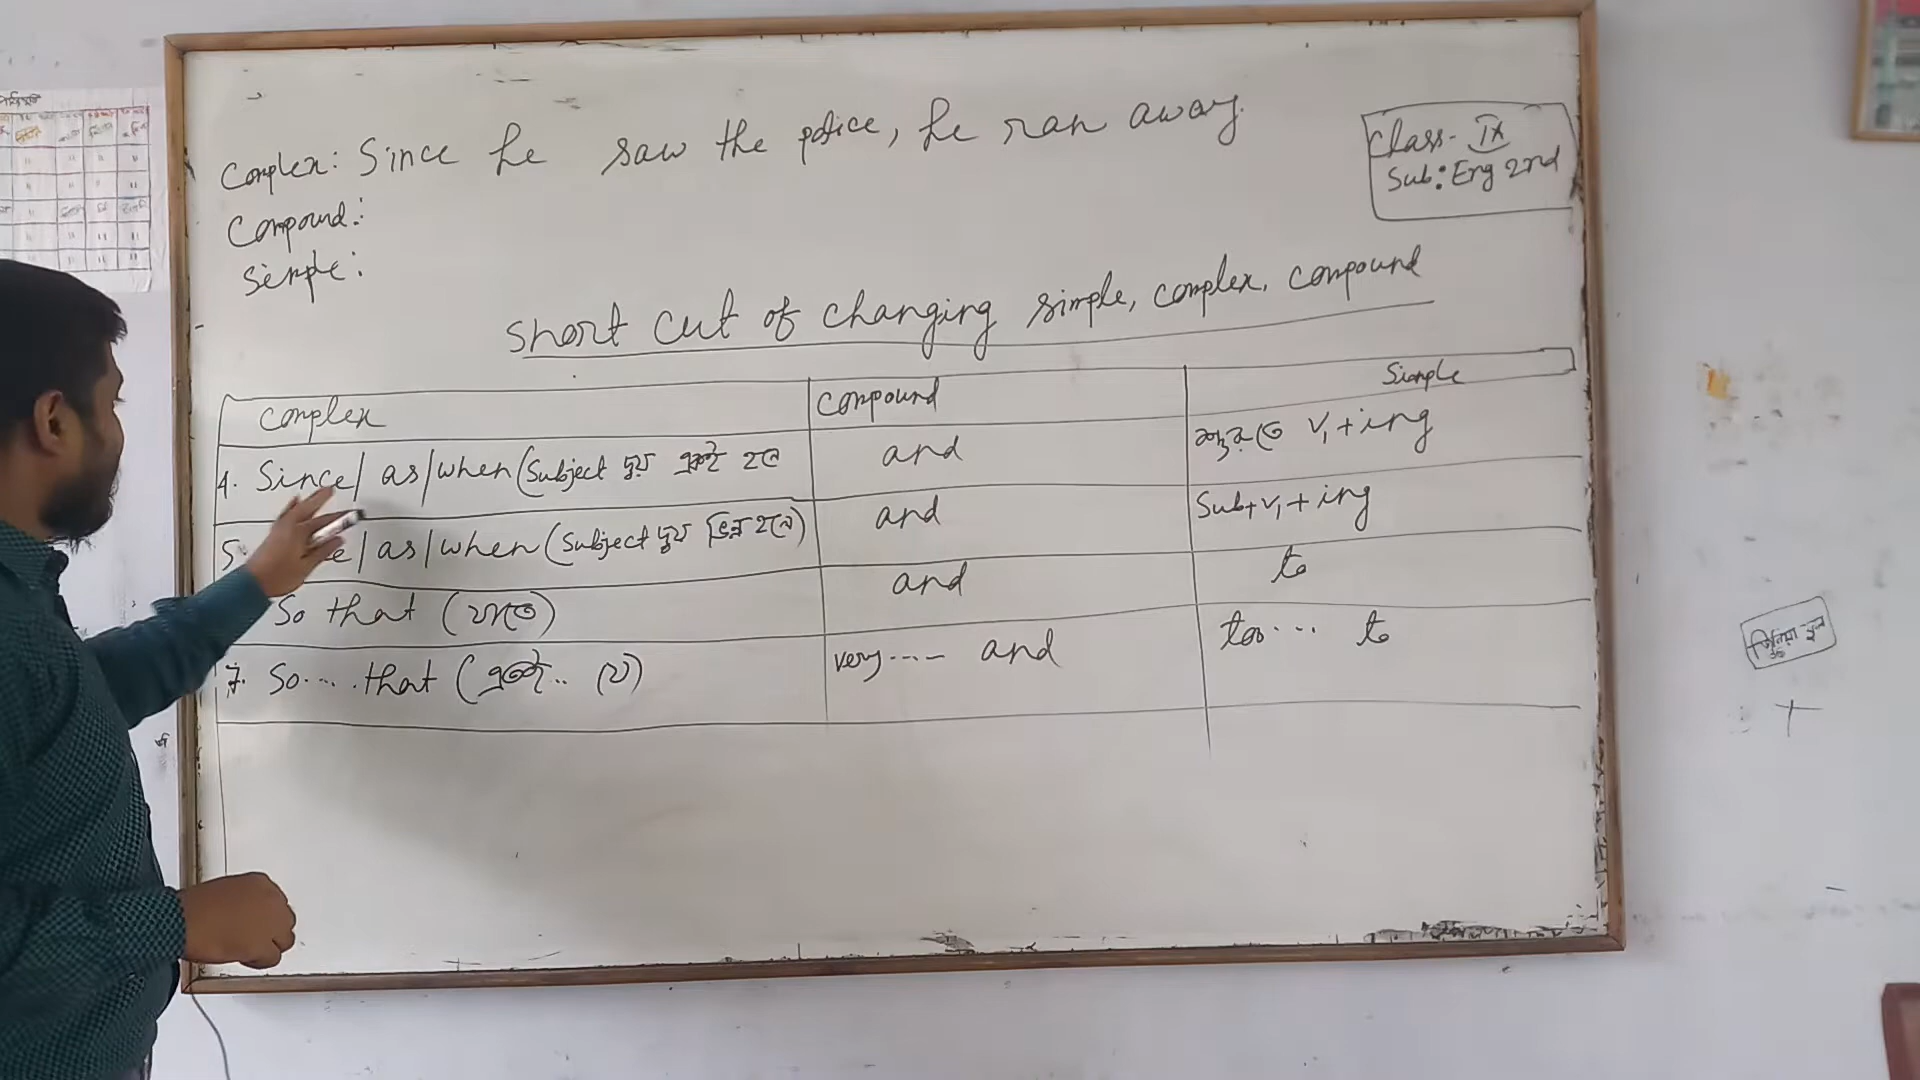 Complex: Since he saw the police, he ran away.
Compound:
Simple:
Class- IX
Sub: Eng 2nd
Short cut of changing simple, complex, compound
Complex Compound Simple
4. Since/ as/when (Subject দুটি একই হলে and শুরুতে V₁+ing
5. /as/when (Subject দুটি ভিন্ন হলে) and Sub+V₁+ing
So that (যাতে) and to
7. So....that (এতই.. যে) very---- and too... to